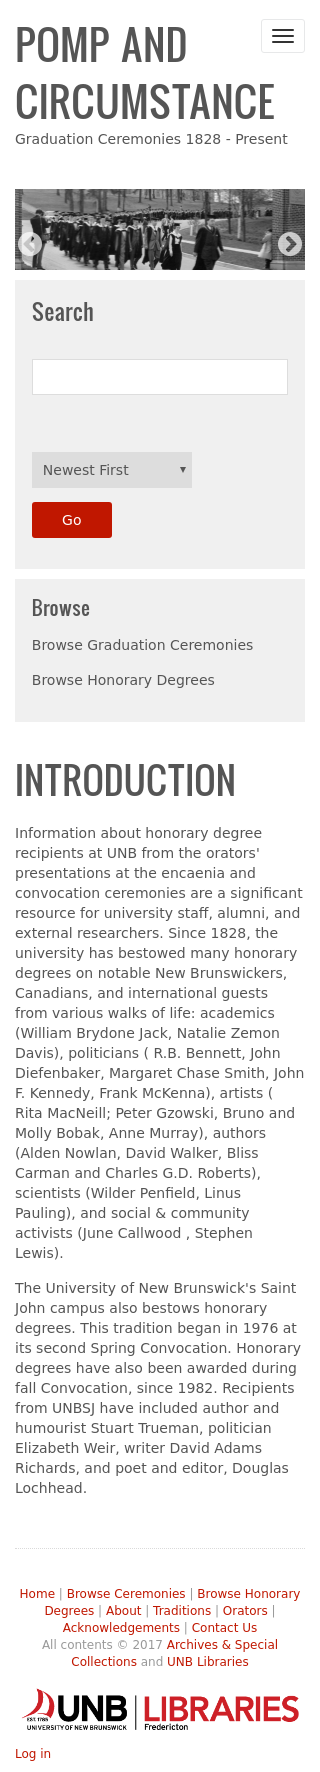 POMP AND
CIRCUMSTANCE
Graduation Ceremonies 1828 - Present
Search
Newest First
Go
Browse
Browse Graduation Ceremonies
Browse Honorary Degrees
INTRODUCTION
Information about honorary degree
recipients at UNB from the orators'
presentations at the encaenia and
convocation ceremonies are a significant
resource for university staff, alumni, and
external researchers. Since 1828, the
university has bestowed many honorary
degrees on notable New Brunswickers,
Canadians, and international guests
from various walks of life: academics
(William Brydone Jack, Natalie Zemon
Davis), politicians ( R.B. Bennett, John
Diefenbaker, Margaret Chase Smith, John
F. Kennedy, Frank McKenna), artists (
Rita MacNeill; Peter Gzowski, Bruno and
Molly Bobak, Anne Murray), authors
(Alden Nowlan, David Walker, Bliss
Carman and Charles G.D. Roberts),
scientists (Wilder Penfield, Linus
Pauling), and social & community
activists (June Callwood , Stephen
Lewis).
The University of New Brunswick's Saint
John campus also bestows honorary
degrees. This tradition began in 1976 at
its second Spring Convocation. Honorary
degrees have also been awarded during
fall Convocation, since 1982. Recipients
from UNBSJ have included author and
humourist Stuart Trueman, politician
Elizabeth Weir, writer David Adams
Richards, and poet and editor, Douglas
Lochhead.
Home | Browse Ceremonies | Browse Honorary
Degrees | About | Traditions | Orators |
Acknowledgements | Contact Us
All contents © 2017 Archives & Special
Collections and UNB Libraries
EST. 1785 UNB LIBRARIES
UNIVERSITY OF NEW BRUNSWICK Fredericton
Log in